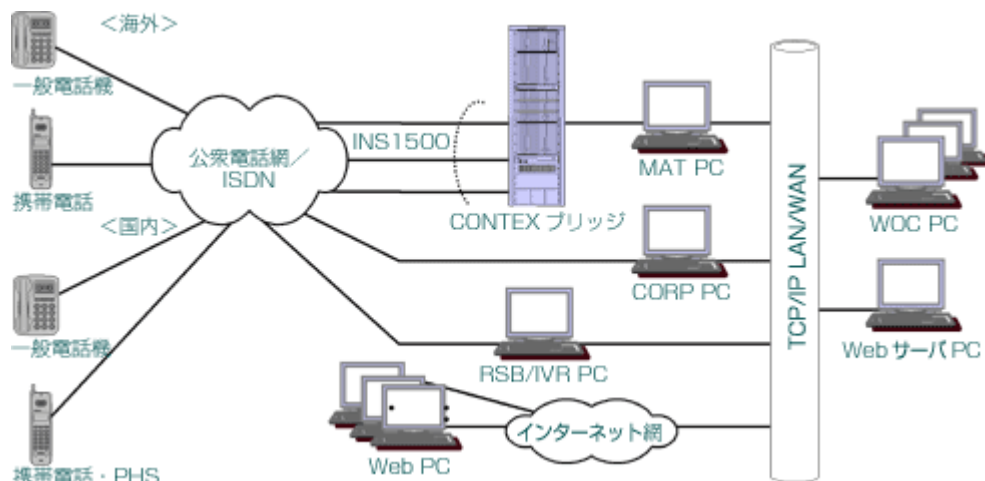 <海外>
一般電話機
携帯電話
<国内>
一般電話機
携帯電話・PHS
公衆電話網／
ISDN
INS1500
CONTEX ブリッジ
MAT PC
CORP PC
RSB/IVR PC
Web PC
インターネット網
TCP/IP LAN/WAN
WOC PC
Web サーバ PC